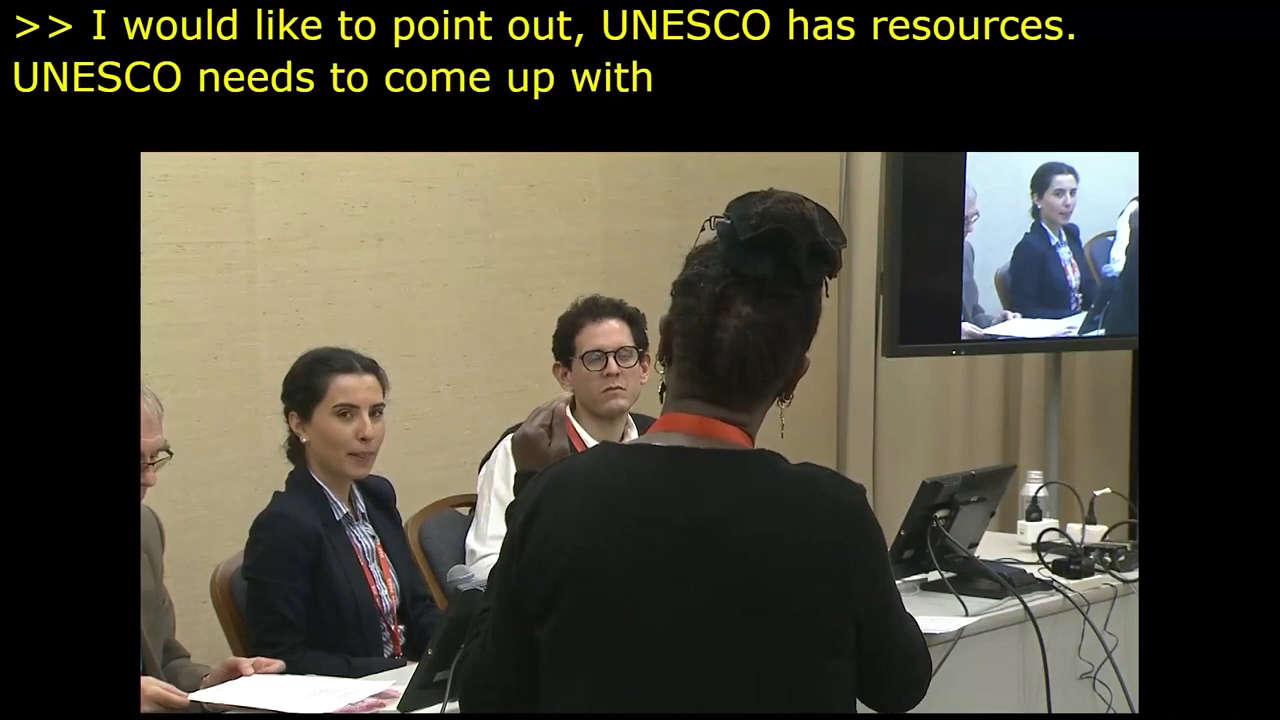 >> I would like to point out, UNESCO has resources.
UNESCO needs to come up with